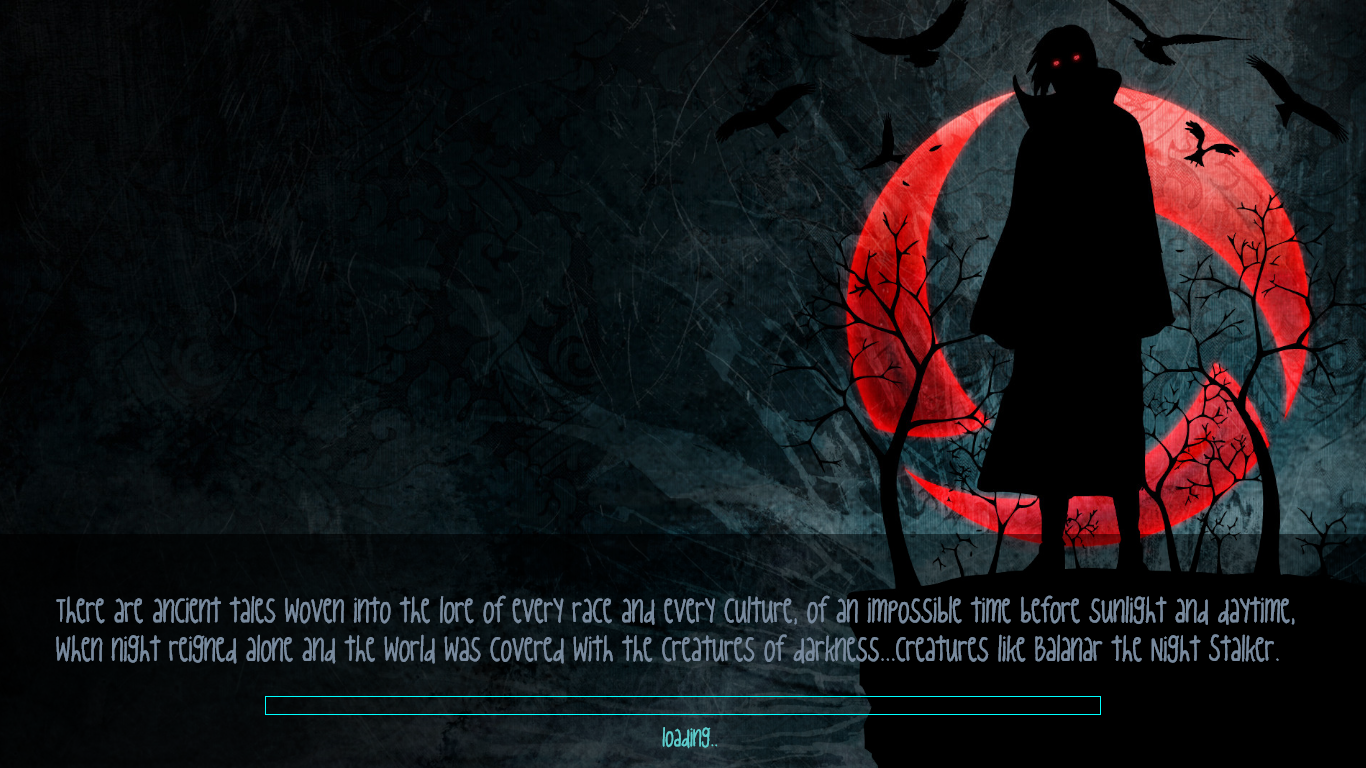 There are ancient tales woven into the lore of every race and every culture, of an impossible time before sunlight and daytime,
when night reigned alone and the world was covered with the creatures of darkness...creatures like Balanar the Night Stalker.
loading..